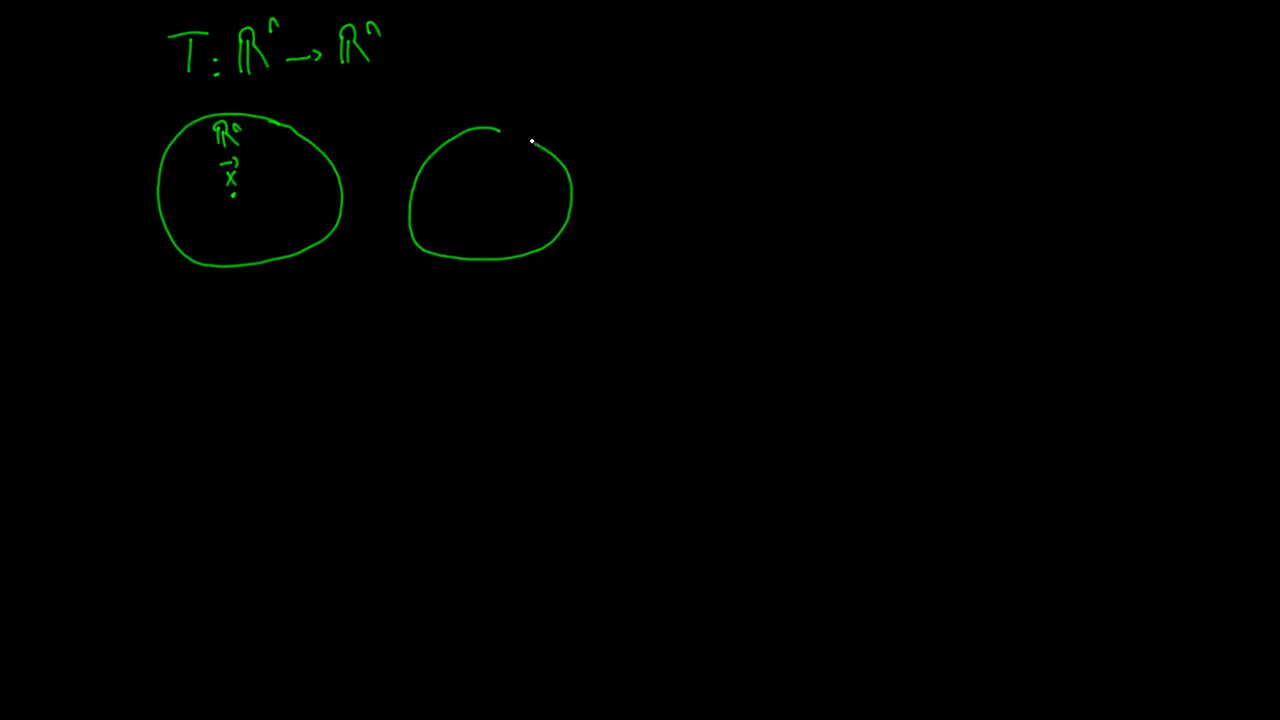 T: ℝⁿ → ℝⁿ
ℝⁿ
x⃗